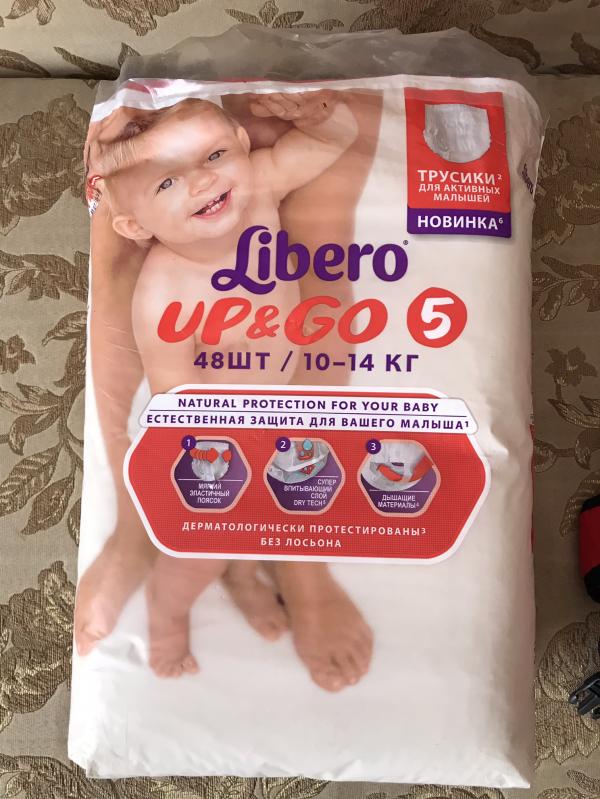 ТРУСИКИ²
ДЛЯ АКТИВНЫХ
МАЛЫШЕЙ
НОВИНКА⁶
Libero®
UP&GO 5
48ШТ / 10–14 КГ
NATURAL PROTECTION FOR YOUR BABY
ЕСТЕСТВЕННАЯ ЗАЩИТА ДЛЯ ВАШЕГО МАЛЫША¹
1
МЯГКИЙ
ЭЛАСТИЧНЫЙ
ПОЯСОК
2
СУПЕР
ВПИТЫВАЮЩИЙ
СЛОЙ
DRY TECH⁵
3
ДЫШАЩИЕ
МАТЕРИАЛЫ⁴
ДЕРМАТОЛОГИЧЕСКИ ПРОТЕСТИРОВАНЫ³
БЕЗ ЛОСЬОНА